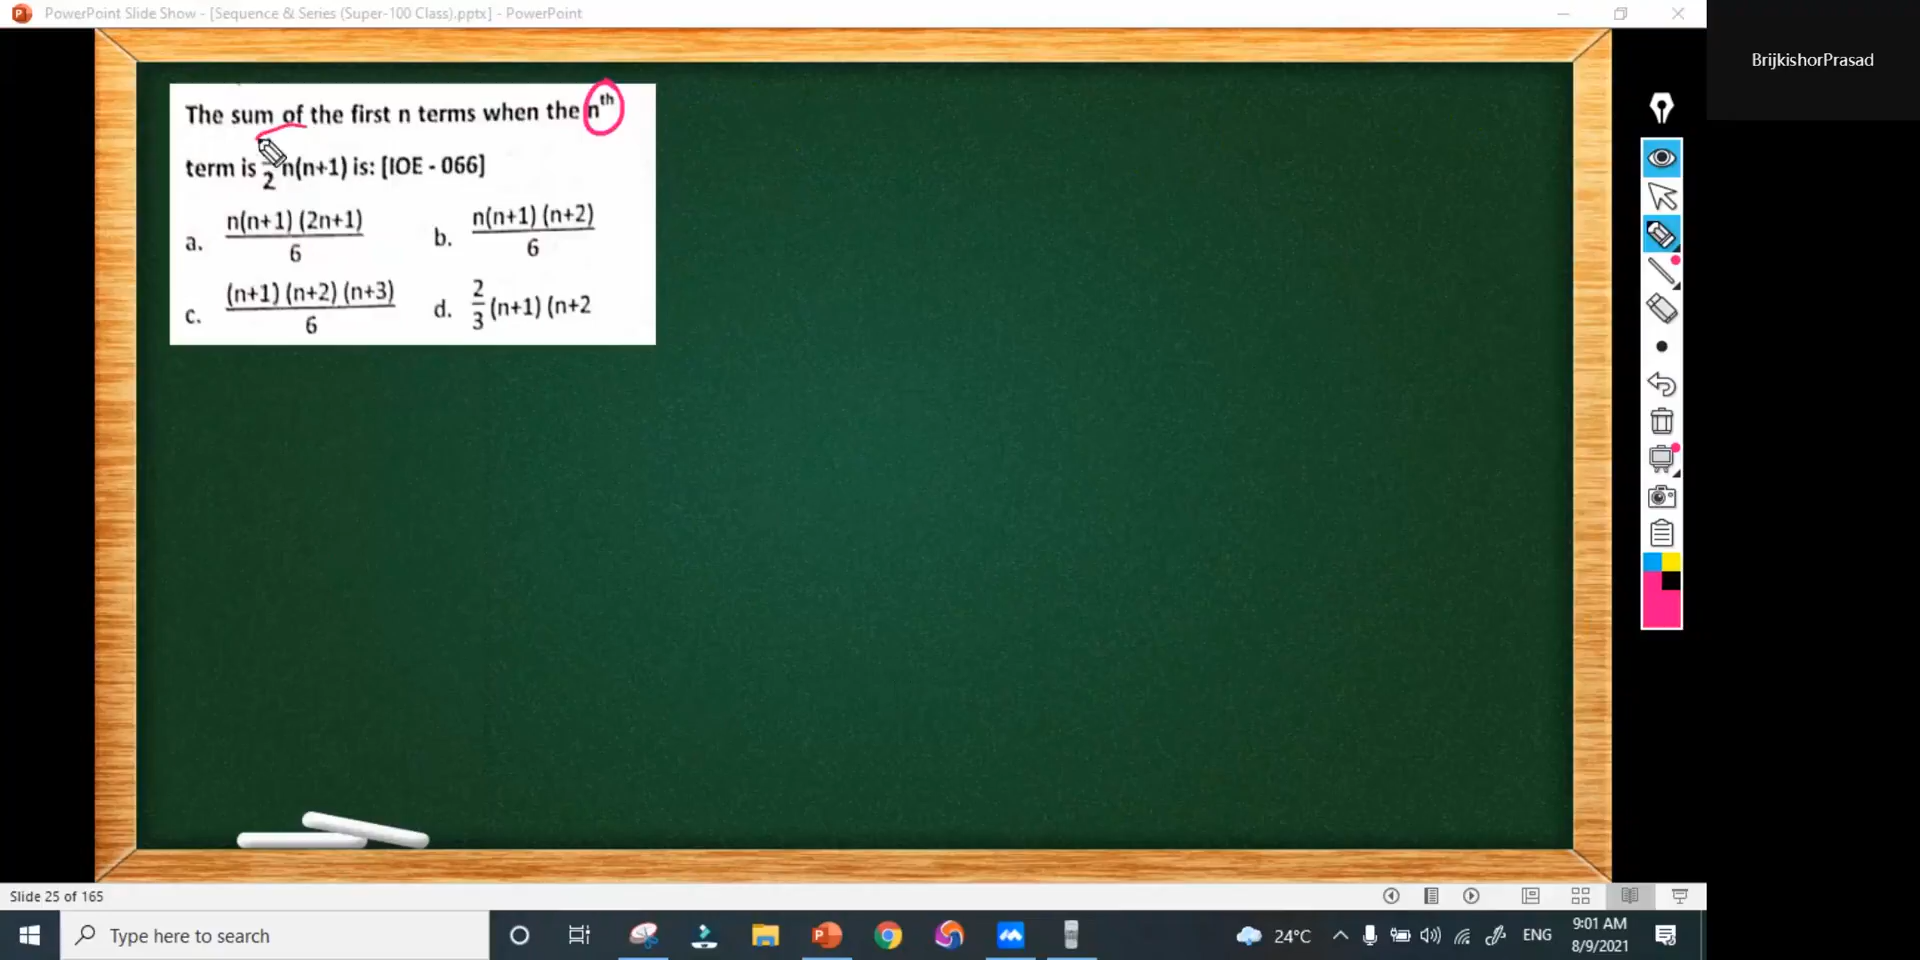 PowerPoint Slide Show - [Sequence & Series (Super-100 Class).pptx] - PowerPoint
BrijkishorPrasad
The sum of the first n terms when the nth
term is 2 n(n+1) is: [IOE - 066]
a. n(n+1) (2n+1)
6
b. n(n+1) (n+2)
6
c. (n+1) (n+2) (n+3)
6
d. 2
3 (n+1) (n+2
Slide 25 of 165
Type here to search
24°C
ENG
9:01 AM
8/9/2021